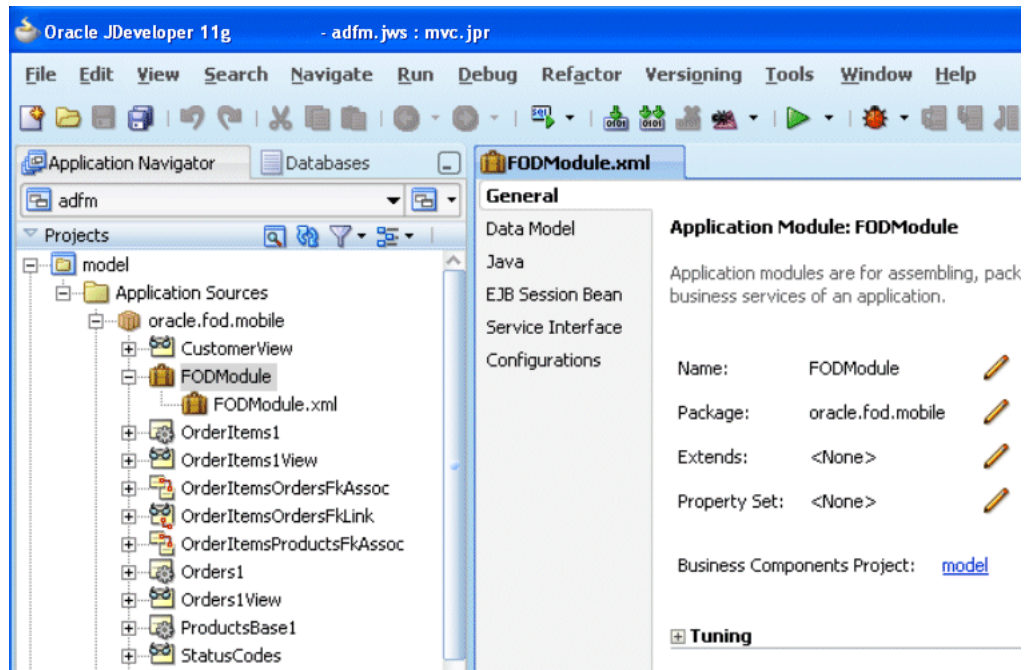 Oracle JDeveloper 11g - adfm.jws : mvc.jpr
File Edit View Search Navigate Run Debug Refactor Versioning Tools Window Help
Application Navigator Databases
adfm
Projects
model
Application Sources
oracle.fod.mobile
CustomerView
FODModule
FODModule.xml
OrderItems1
OrderItems1View
OrderItemsOrdersFkAssoc
OrderItemsOrdersFkLink
OrderItemsProductsFkAssoc
Orders1
Orders1View
ProductsBase1
StatusCodes
FODModule.xml
General
Data Model
Java
EJB Session Bean
Service Interface
Configurations
Application Module: FODModule
Application modules are for assembling, pack
business services of an application.
Name: FODModule
Package: oracle.fod.mobile
Extends: <None>
Property Set: <None>
Business Components Project: model
Tuning